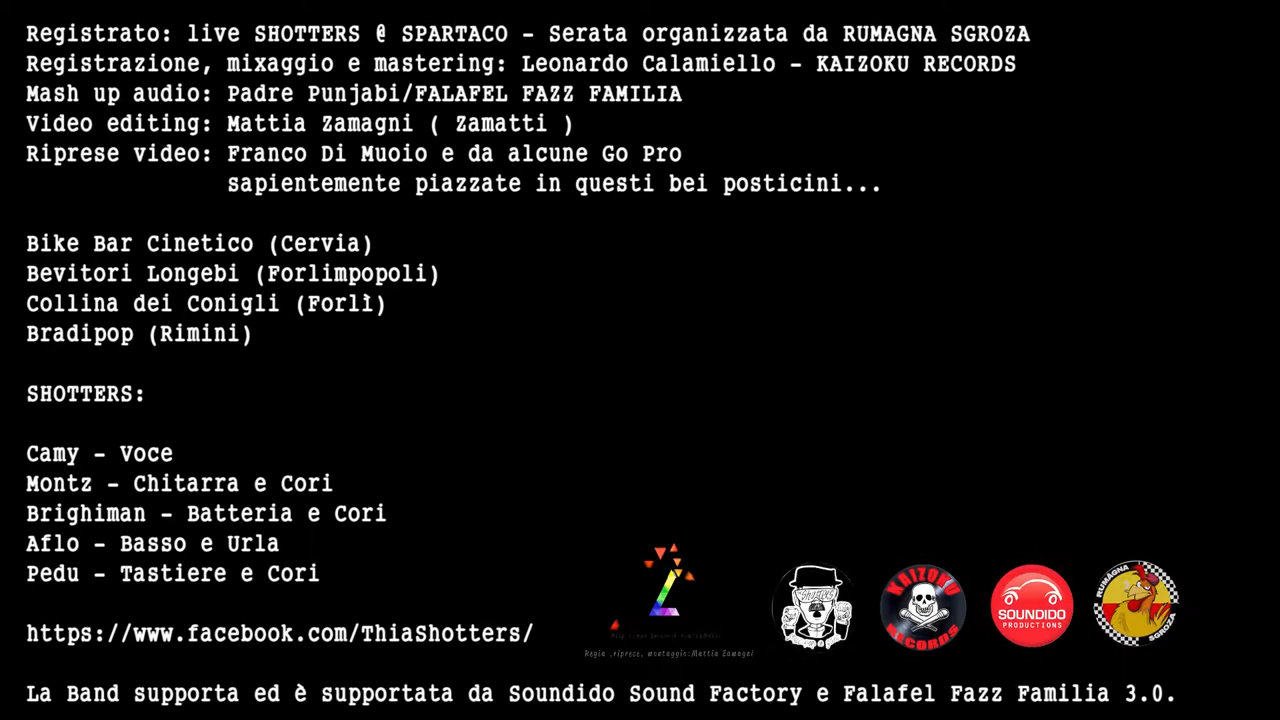 Registrato: live SHOTTERS @ SPARTACO - Serata organizzata da RUMAGNA SGROZA
Registrazione, mixaggio e mastering: Leonardo Calamiello - KAIZOKU RECORDS
Mash up audio: Padre Punjabi/FALAFEL FAZZ FAMILIA
Video editing: Mattia Zamagni ( Zamatti )
Riprese video: Franco Di Muoio e da alcune Go Pro
sapientemente piazzate in questi bei posticini...
Bike Bar Cinetico (Cervia)
Bevitori Longebi (Forlimpopoli)
Collina dei Conigli (Forlì)
Bradipop (Rimini)
SHOTTERS:
Camy - Voce
Montz - Chitarra e Cori
Brighiman - Batteria e Cori
Aflo - Basso e Urla
Pedu - Tastiere e Cori
https://www.facebook.com/ThiaShotters/
Regia ,riprese, montaggio:Mattia
SHOTTERS
KAIZOKU RECORDS
SOUNDIDO
PRODUCTIONS
RUMAGNA SGROZA
La Band supporta ed è supportata da Soundido Sound Factory e Falafel Fazz Familia 3.0.